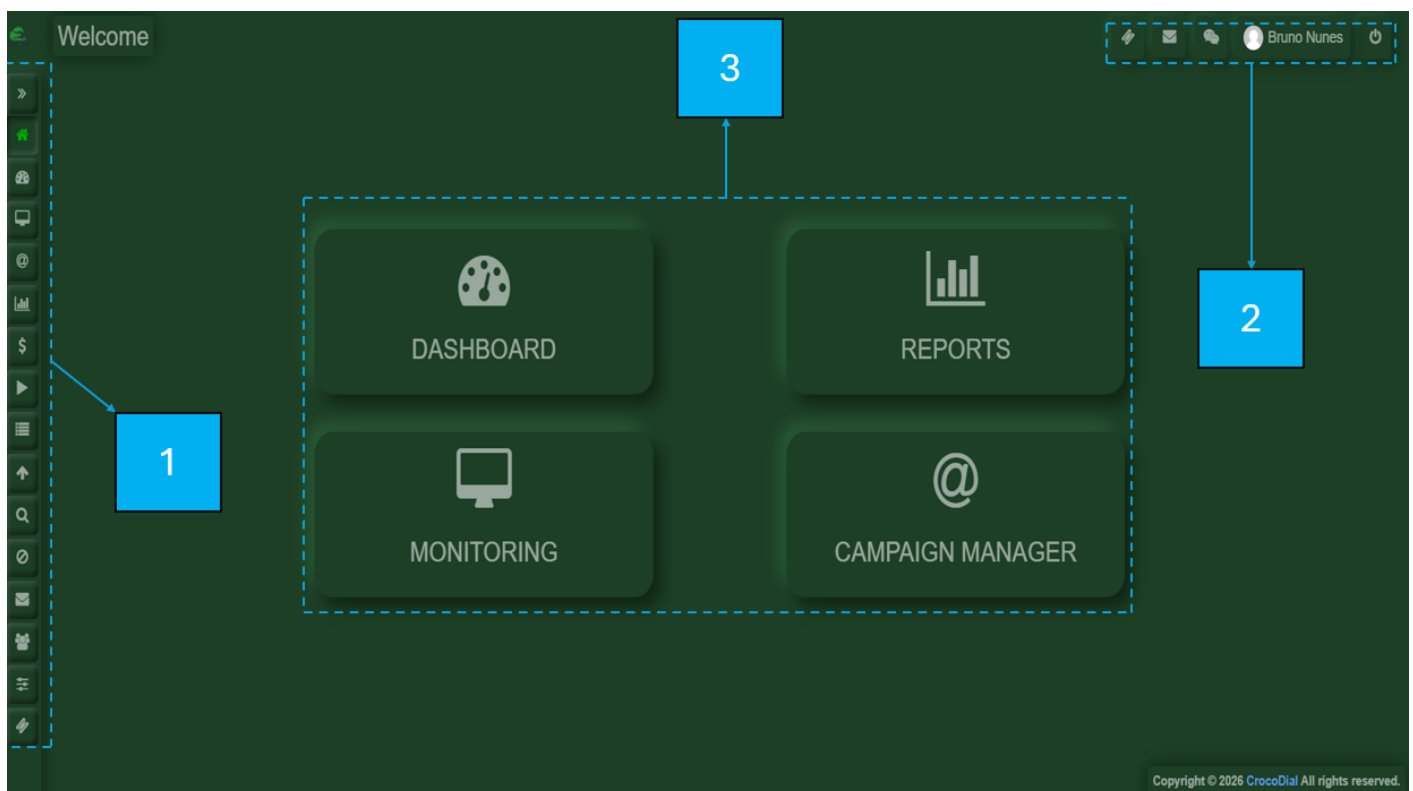 Welcome
3
Bruno Nunes
DASHBOARD
REPORTS
2
1
MONITORING
CAMPAIGN MANAGER
Copyright © 2026 CrocoDial All rights reserved.